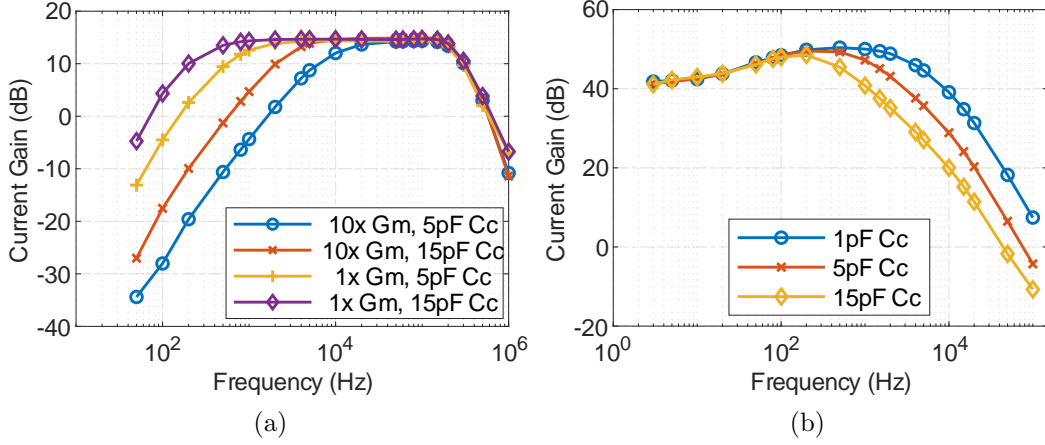 20
10
0
-10
-20
-30
-40
Current Gain (dB)
10x Gm, 5pF Cc
10x Gm, 15pF Cc
1x Gm, 5pF Cc
1x Gm, 15pF Cc
10^2
10^4
10^6
Frequency (Hz)
(a)
60
40
20
0
-20
Current Gain (dB)
1pF Cc
5pF Cc
15pF Cc
10^0
10^2
10^4
Frequency (Hz)
(b)